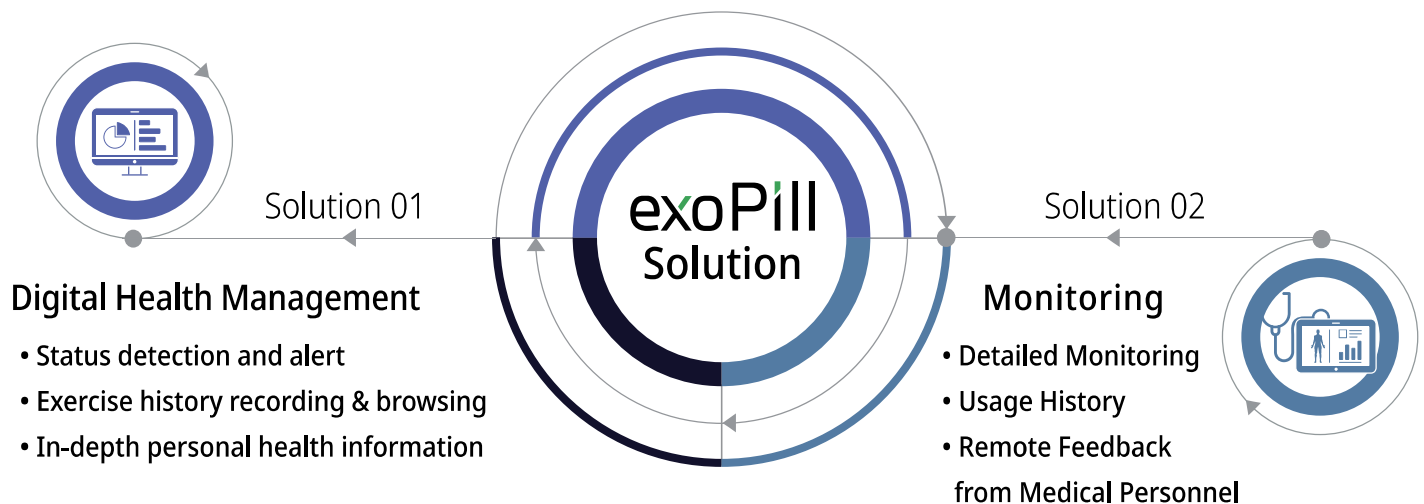 Solution 01
Digital Health Management
• Status detection and alert
• Exercise history recording & browsing
• In-depth personal health information
exoPill
Solution
Solution 02
Monitoring
• Detailed Monitoring
• Usage History
• Remote Feedback
from Medical Personnel